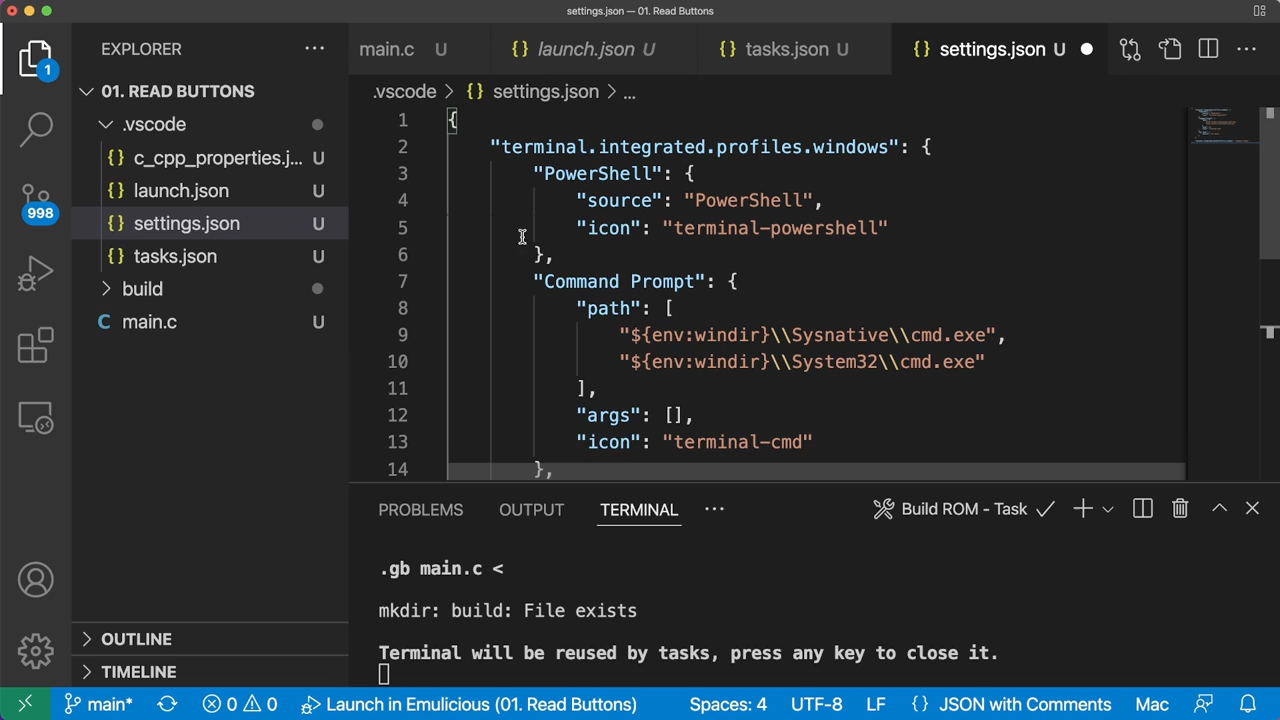 settings.json — 01. Read Buttons
EXPLORER
main.c U
launch.json U
tasks.json U
settings.json U
1
01. READ BUTTONS
.vscode
c_cpp_properties.j... U
launch.json U
settings.json U
tasks.json U
build
main.c U
998
.vscode > {} settings.json > ...
1 {
2 "terminal.integrated.profiles.windows": {
3 "PowerShell": {
4 "source": "PowerShell",
5 "icon": "terminal-powershell"
6 },
7 "Command Prompt": {
8 "path": [
9 "${env:windir}\\Sysnative\\cmd.exe",
10 "${env:windir}\\System32\\cmd.exe"
11 ],
12 "args": [],
13 "icon": "terminal-cmd"
14 },
PROBLEMS OUTPUT TERMINAL ... Build ROM - Task
.gb main.c <
mkdir: build: File exists
Terminal will be reused by tasks, press any key to close it.
OUTLINE
TIMELINE
main* 0 0 Launch in Emulicious (01. Read Buttons) Spaces: 4 UTF-8 LF {} JSON with Comments Mac